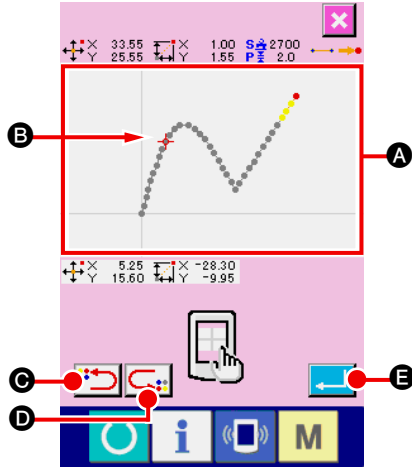 X 33.55 X 1.00 S 2700
Y 25.55 Y 1.55 P 2.0
B
A
X 5.25 X -28.30
Y 15.60 Y -9.95
C
E
D
i M